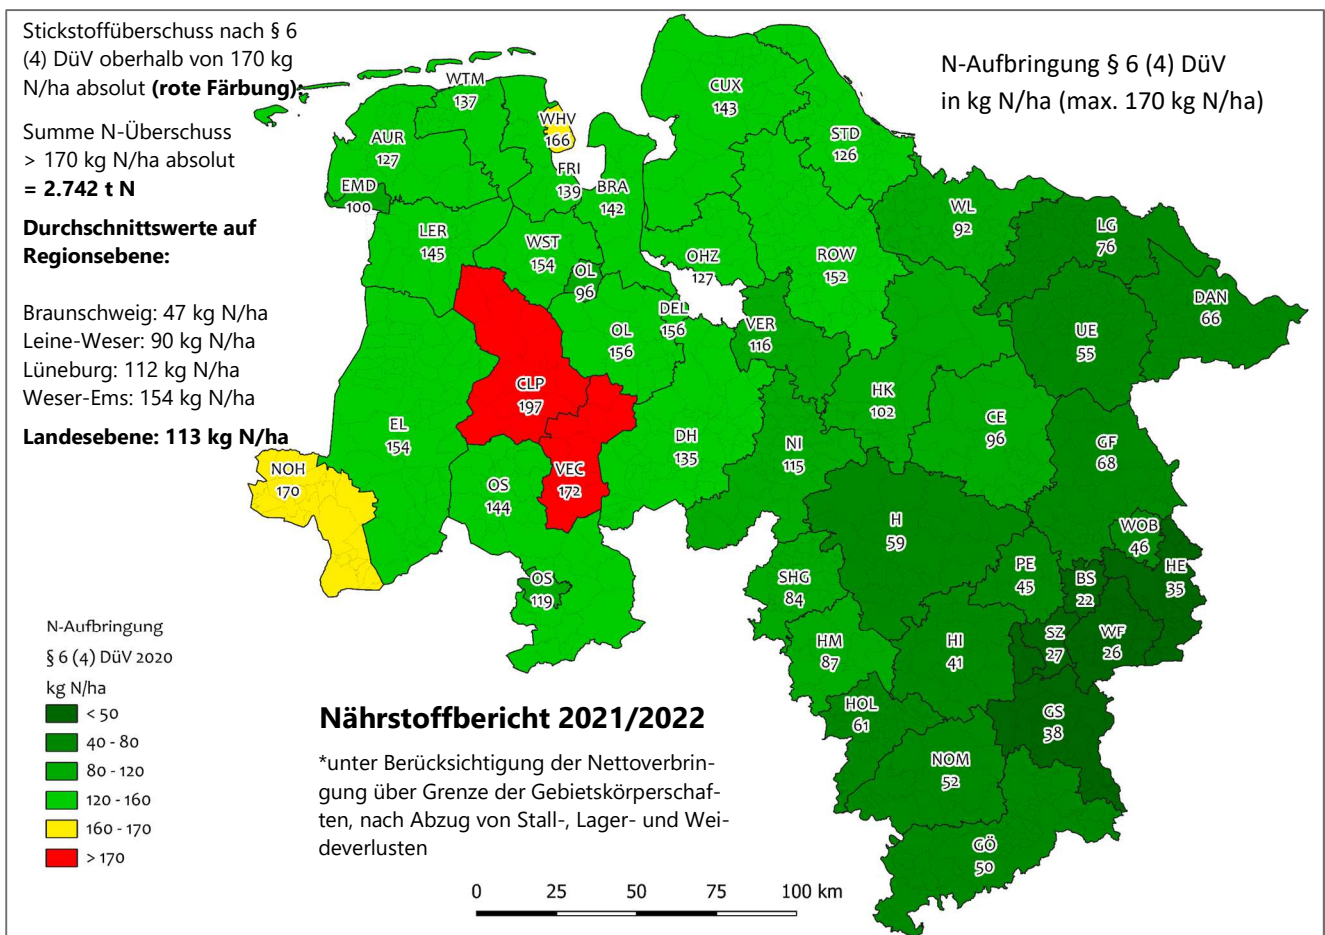 Stickstoffüberschuss nach § 6
(4) DüV oberhalb von 170 kg
N/ha absolut (rote Färbung):
Summe N-Überschuss
> 170 kg N/ha absolut
= 2.742 t N
Durchschnittswerte auf
Regionsebene:
Braunschweig: 47 kg N/ha
Leine-Weser: 90 kg N/ha
Lüneburg: 112 kg N/ha
Weser-Ems: 154 kg N/ha
Landesebene: 113 kg N/ha
N-Aufbringung § 6 (4) DüV
in kg N/ha (max. 170 kg N/ha)
WTM
137
CUX
143
WHV
166
AUR
127
STD
126
FRI
139
EMD
100
BRA
142
WL
92
LG
76
LER
145
WST
154
OHZ
127
ROW
152
OL
96
DAN
66
DEL
156
VER
116
OL
156
UE
55
CLP
197
HK
102
CE
96
EL
154
DH
135
NI
115
GF
68
NOH
170
VEC
172
OS
144
H
59
WOB
46
PE
45
BS
22
HE
35
SHG
84
OS
119
SZ
27
WF
26
HM
87
HI
41
HOL
61
GS
38
NOM
52
GÖ
50
N-Aufbringung
§ 6 (4) DüV 2020
kg N/ha
< 50
40 - 80
80 - 120
120 - 160
160 - 170
> 170
Nährstoffbericht 2021/2022
*unter Berücksichtigung der Nettoverbrin-
gung über Grenze der Gebietskörperschaf-
ten, nach Abzug von Stall-, Lager- und Wei-
deverlusten
0 25 50 75 100 km